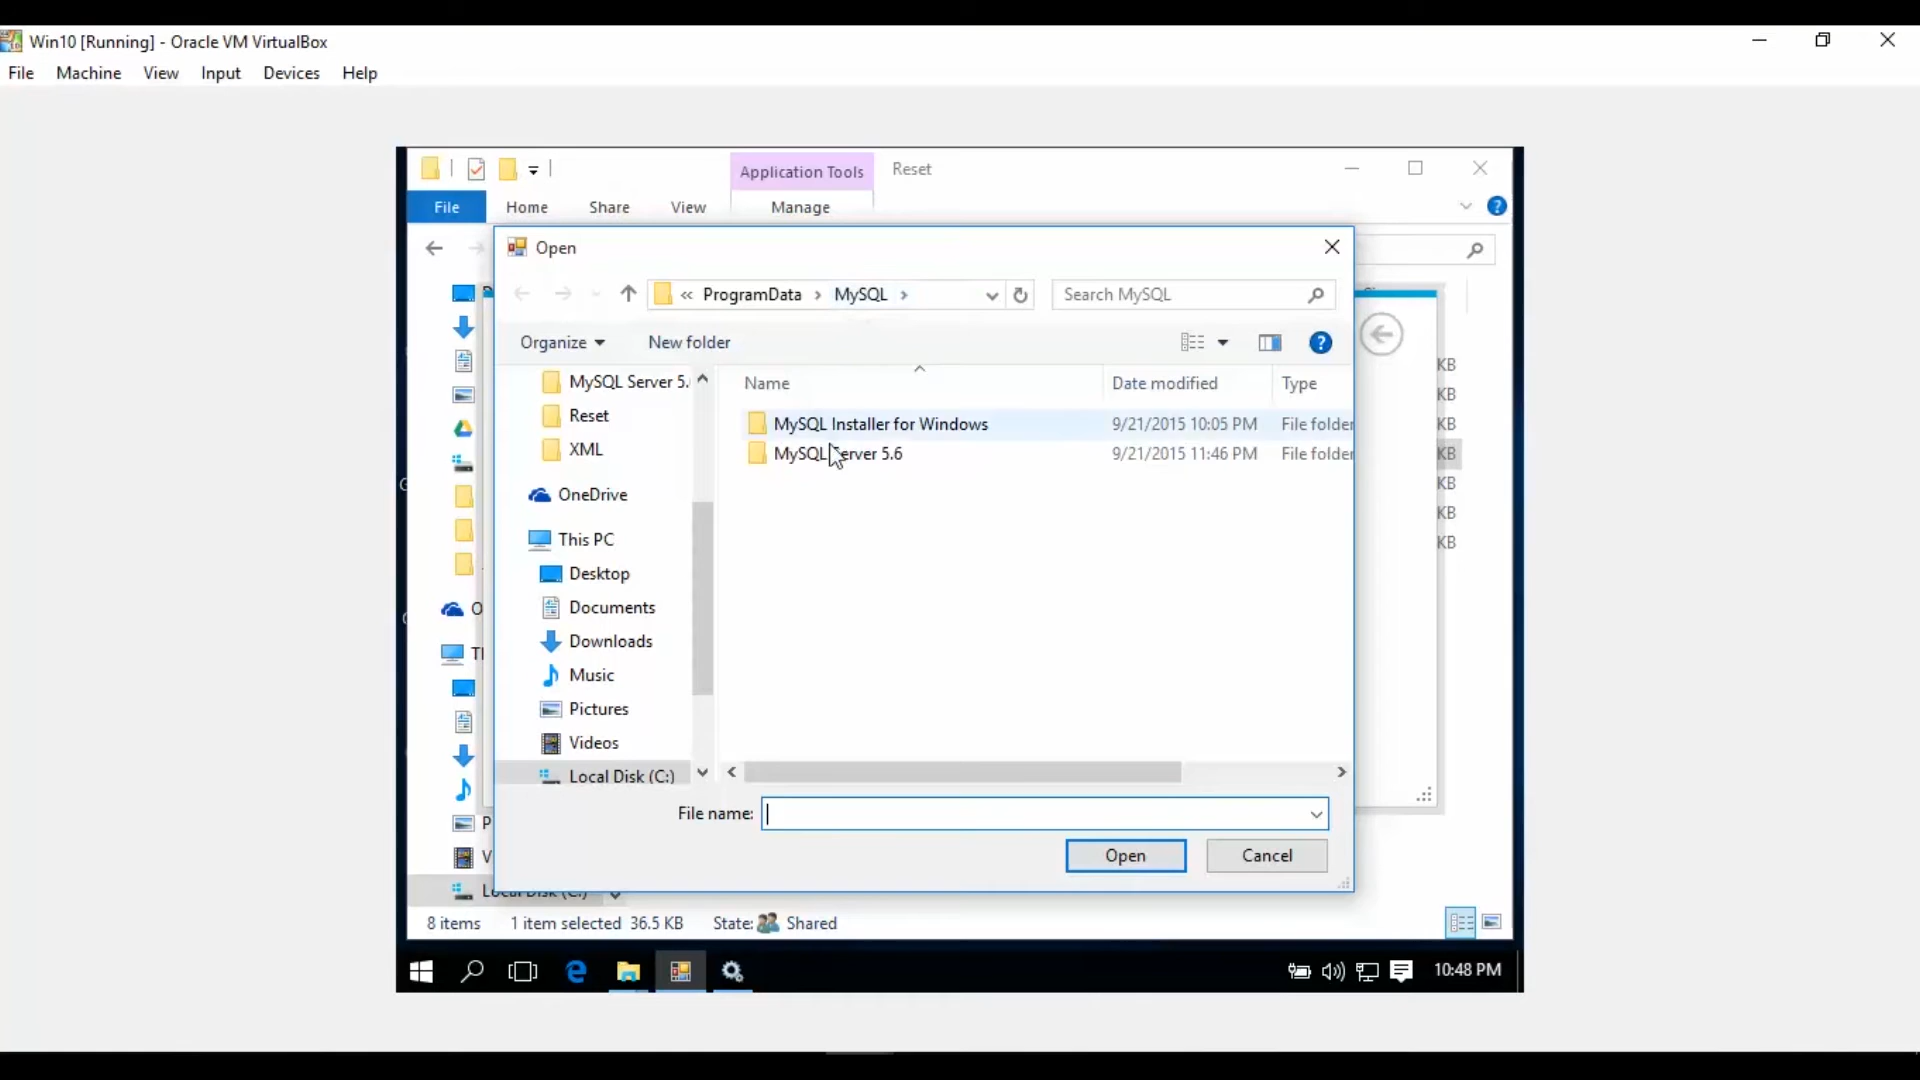 Win10 [Running] - Oracle VM VirtualBox
File Machine View Input Devices Help
Application Tools Reset
File Home Share View Manage
Open
« ProgramData › MySQL ›
Search MySQL
Organize New folder
Name Date modified Type
MySQL Server 5.
Reset
XML
OneDrive
This PC
Desktop
Documents
Downloads
Music
Pictures
Videos
Local Disk (C:)
MySQL Installer for Windows 9/21/2015 10:05 PM File folder
MySQL Server 5.6 9/21/2015 11:46 PM File folder
KB
KB
KB
KB
KB
KB
KB
File name:
Open Cancel
Local Disk (C:)
8 items 1 item selected 36.5 KB State: Shared
10:48 PM